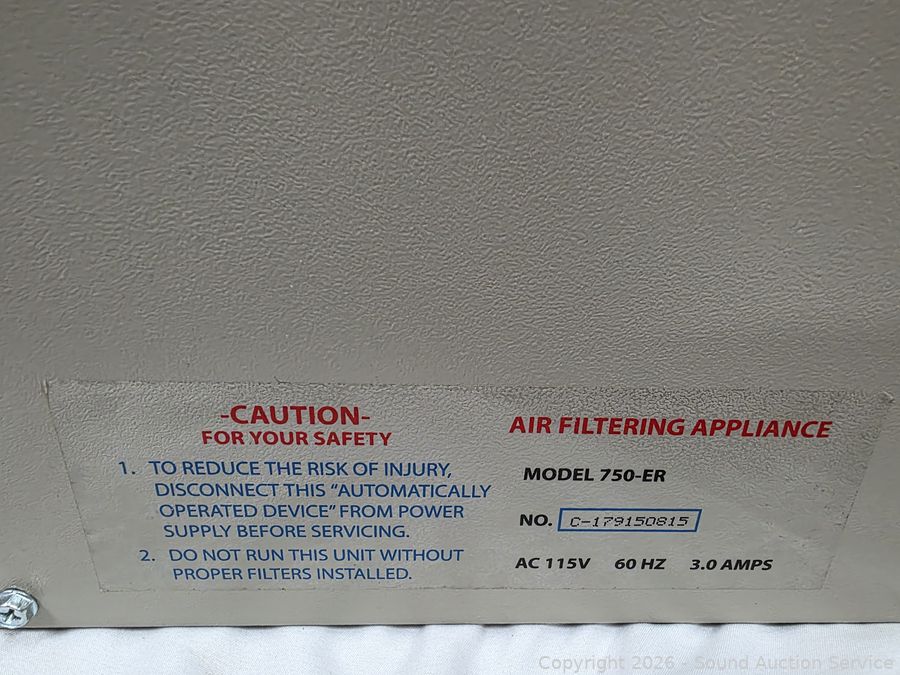 -CAUTION-
FOR YOUR SAFETY
1. TO REDUCE THE RISK OF INJURY,
DISCONNECT THIS "AUTOMATICALLY
OPERATED DEVICE" FROM POWER
SUPPLY BEFORE SERVICING.
2. DO NOT RUN THIS UNIT WITHOUT
PROPER FILTERS INSTALLED.
AIR FILTERING APPLIANCE
MODEL 750-ER
NO. C-179150815
AC 115V 60 HZ 3.0 AMPS
Copyright 2026 - Sound Auction Service